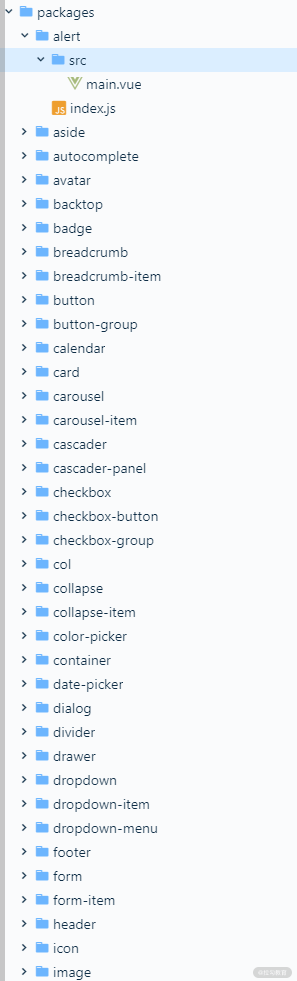 packages
alert
src
main.vue
JS index.js
aside
autocomplete
avatar
backtop
badge
breadcrumb
breadcrumb-item
button
button-group
calendar
card
carousel
carousel-item
cascader
cascader-panel
checkbox
checkbox-button
checkbox-group
col
collapse
collapse-item
color-picker
container
date-picker
dialog
divider
drawer
dropdown
dropdown-item
dropdown-menu
footer
form
form-item
header
icon
image